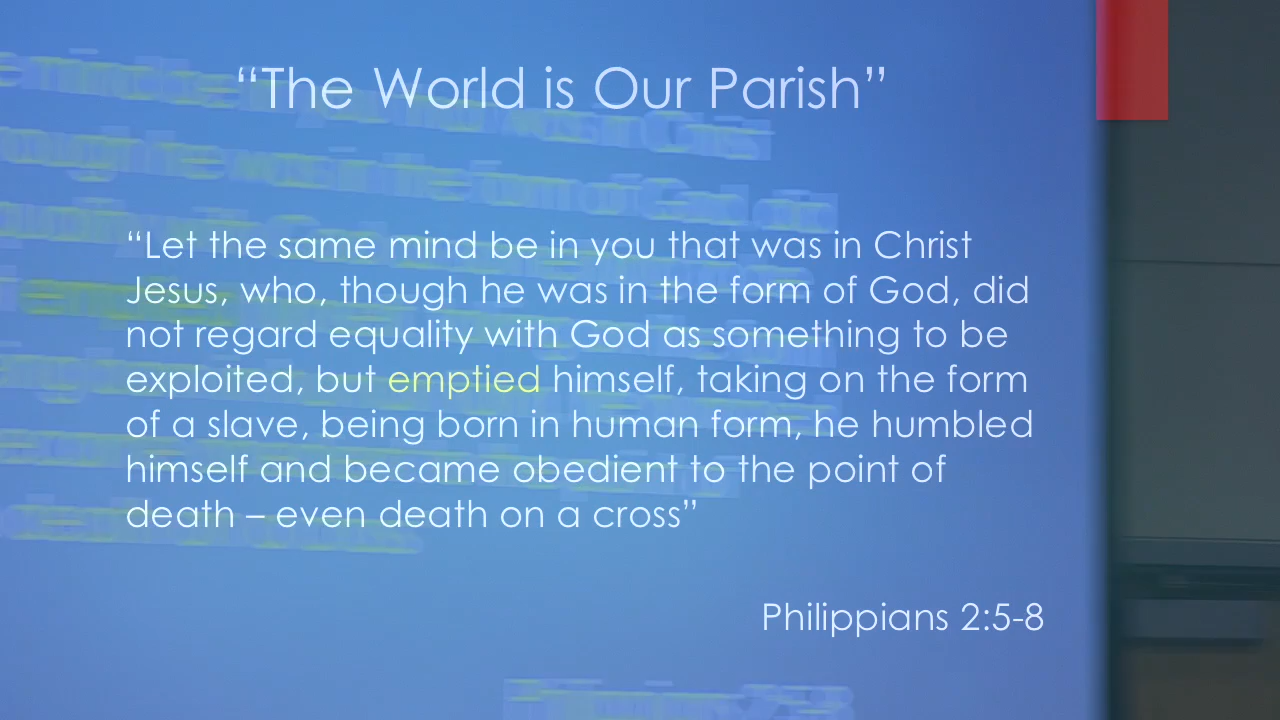 “The World is Our Parish”
“Let the same mind be in you that was in Christ
Jesus, who, though he was in the form of God, did
not regard equality with God as something to be
exploited, but emptied himself, taking on the form
of a slave, being born in human form, he humbled
himself and became obedient to the point of
death – even death on a cross”
Philippians 2:5-8